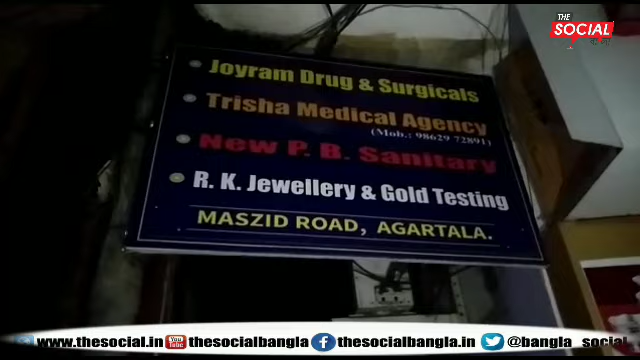 THE
SOCIAL
Joyram Drug & Surgicals
Trisha Medical Agency
(Mob.: 98629 72891)
New P. B. Sanitary
R. K. Jewellery & Gold Testing
MASZID ROAD, AGARTALA.
www.thesocial.in thesocialbangla thesocialbangla.in @bangla_social